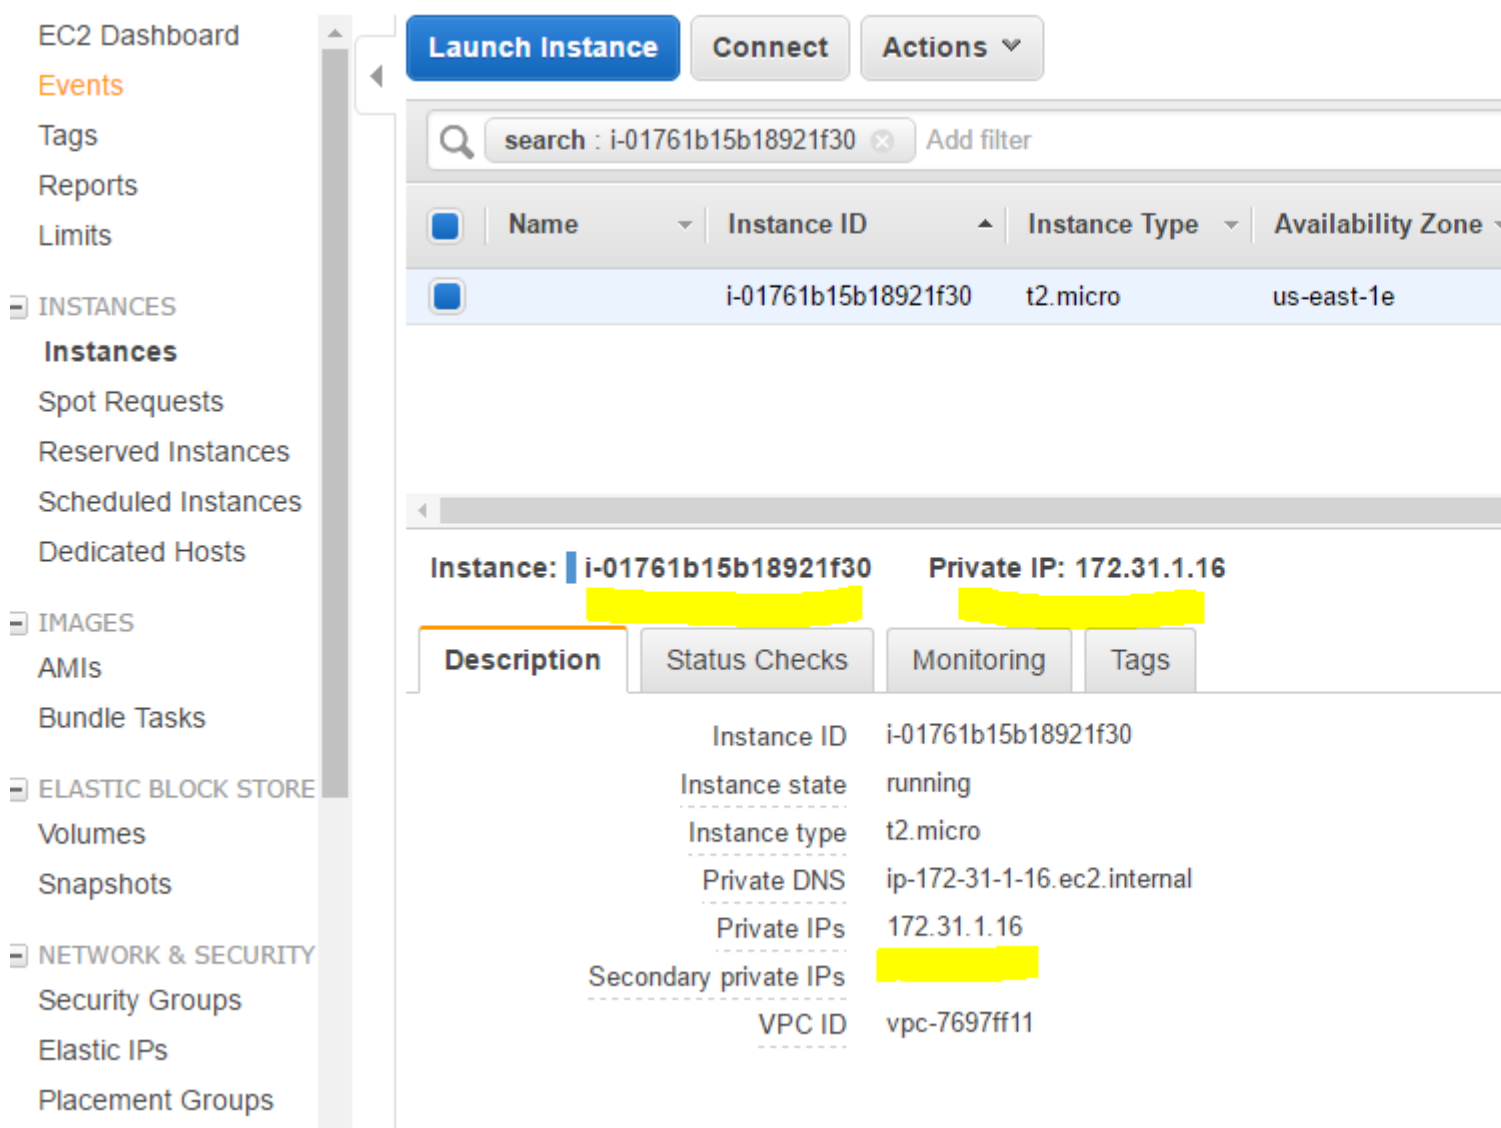 EC2 Dashboard
Events
Tags
Reports
Limits
INSTANCES
Instances
Spot Requests
Reserved Instances
Scheduled Instances
Dedicated Hosts
IMAGES
AMIs
Bundle Tasks
ELASTIC BLOCK STORE
Volumes
Snapshots
NETWORK & SECURITY
Security Groups
Elastic IPs
Placement Groups
Launch Instance Connect Actions
search : i-01761b15b18921f30 Add filter
Name Instance ID Instance Type Availability Zone
i-01761b15b18921f30 t2.micro us-east-1e
Instance: i-01761b15b18921f30 Private IP: 172.31.1.16
Description Status Checks Monitoring Tags
Instance ID i-01761b15b18921f30
Instance state running
Instance type t2.micro
Private DNS ip-172-31-1-16.ec2.internal
Private IPs 172.31.1.16
Secondary private IPs
VPC ID vpc-7697ff11